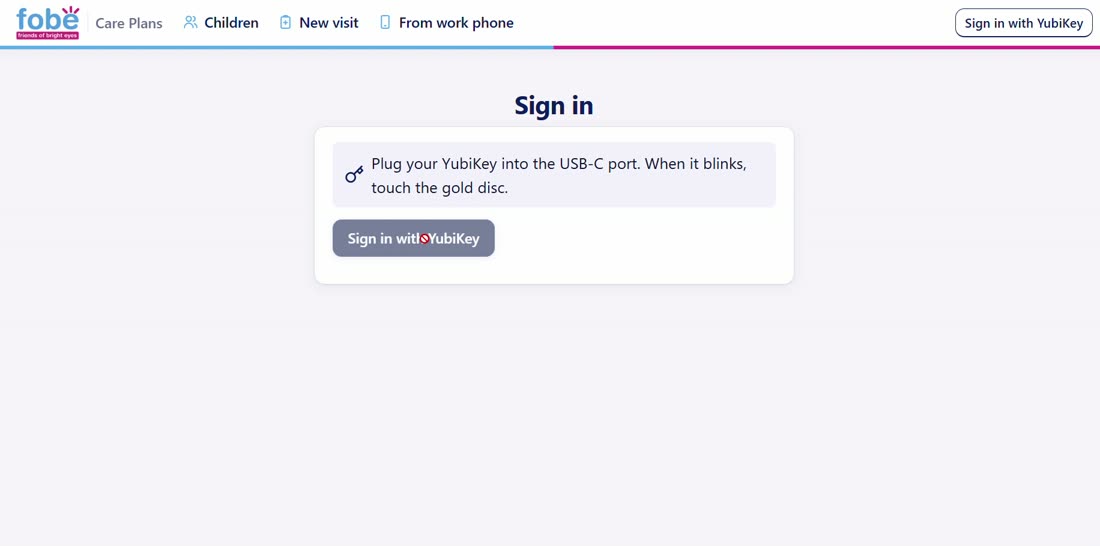 fobe
friends of bright eyes
Care Plans
Children
New visit
From work phone
Sign in with YubiKey
Sign in
Plug your YubiKey into the USB-C port. When it blinks,
touch the gold disc.
Sign in with YubiKey